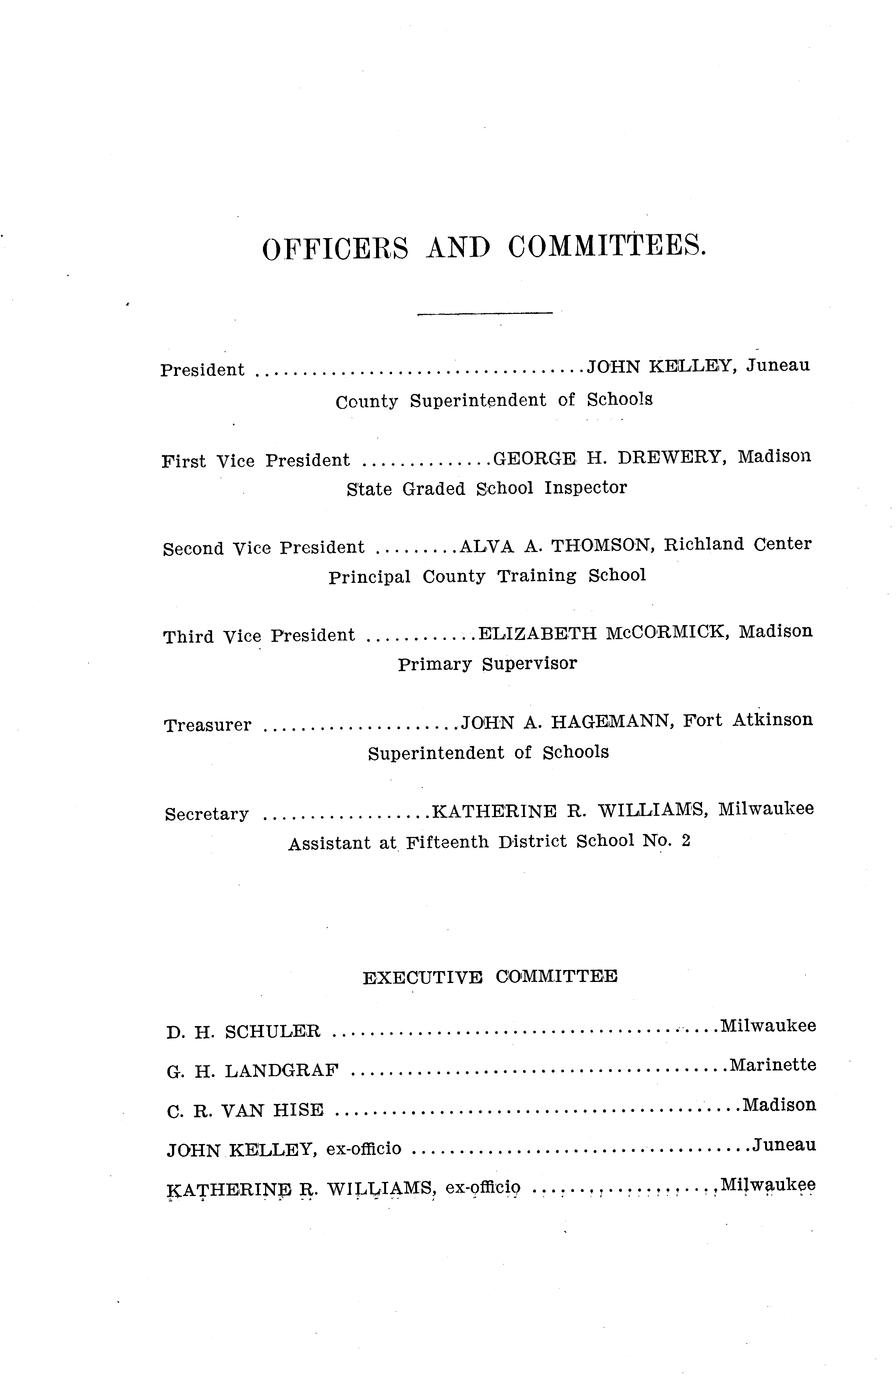 OFFICERS AND COMMITTEES.
President ..................................JOHN KELLEY, Juneau
County Superintendent of Schools
First Vice President ..............GEORGE H. DREWERY, Madison
State Graded School Inspector
Second Vice President .........ALVA A. THOMSON, Richland Center
Principal County Training School
Third Vice President ............ELIZABETH McCORMICK, Madison
Primary Supervisor
Treasurer .....................JOHN A. HAGEMANN, Fort Atkinson
Superintendent of Schools
Secretary ..................KATHERINE R. WILLIAMS, Milwaukee
Assistant at Fifteenth District School No. 2
EXECUTIVE COMMITTEE
D. H. SCHULER .........................................Milwaukee
G. H. LANDGRAF ........................................Marinette
C. R. VAN HISE ...........................................Madison
JOHN KELLEY, ex-officio ....................................Juneau
KATHERINE R. WILLIAMS, ex-officio ....................Milwaukee